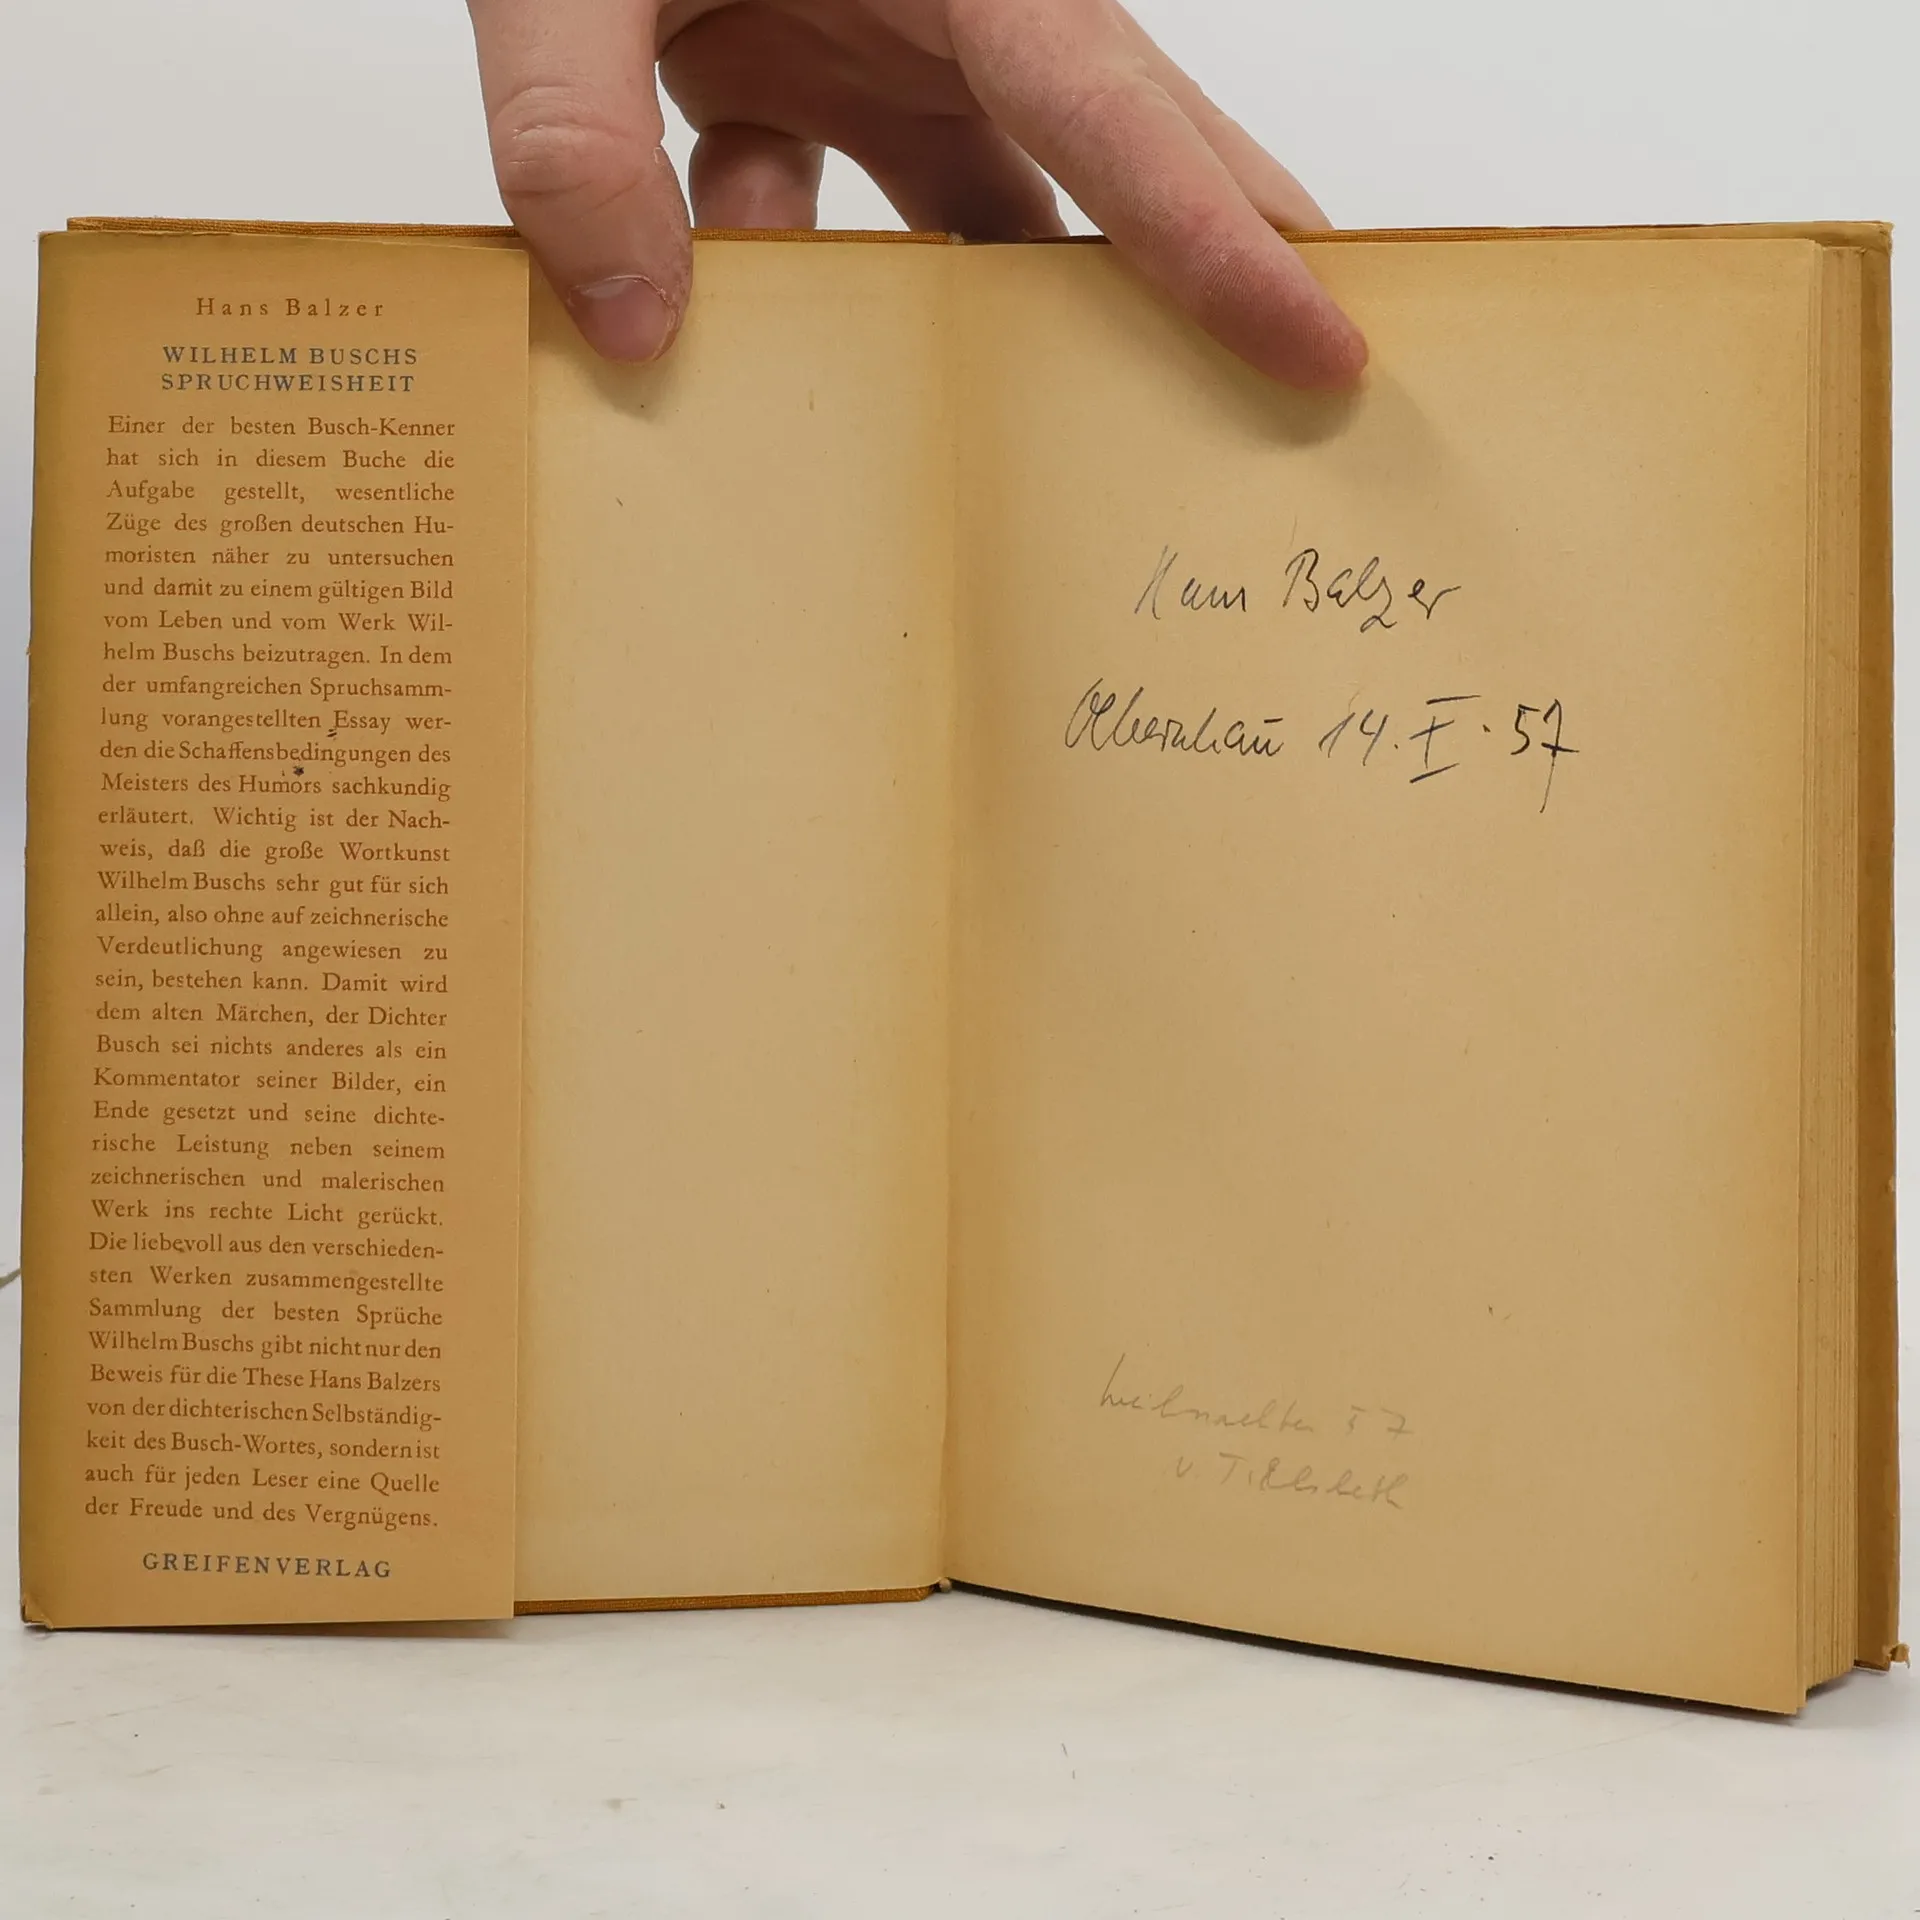 Hans Balzer
WILHELM BUSCHS
SPRUCHWEISHEIT
Einer der besten Busch-Kenner
hat sich in diesem Buche die
Aufgabe gestellt, wesentliche
Züge des großen deutschen Hu-
moristen näher zu untersuchen
und damit zu einem gültigen Bild
vom Leben und vom Werk Wil-
helm Buschs beizutragen. In dem
der umfangreichen Spruchsamm-
lung vorangestellten Essay wer-
den die Schaffensbedingungen des
Meisters des Humors sachkundig
erläutert. Wichtig ist der Nach-
weis, daß die große Wortkunst
Wilhelm Buschs sehr gut für sich
allein, also ohne auf zeichnerische
Verdeutlichung angewiesen zu
sein, bestehen kann. Damit wird
dem alten Märchen, der Dichter
Busch sei nichts anderes als ein
Kommentator seiner Bilder, ein
Ende gesetzt und seine dichte-
rische Leistung neben seinem
zeichnerischen und malerischen
Werk ins rechte Licht gerückt.
Die liebevoll aus den verschieden-
sten Werken zusammengestellte
Sammlung der besten Sprüche
Wilhelm Buschs gibt nicht nur den
Beweis für die These Hans Balzers
von der dichterischen Selbständig-
keit des Busch-Wortes, sondern ist
auch für jeden Leser eine Quelle
der Freude und des Vergnügens.
GREIFENVERLAG
Hans Balzer
Olbernhau 14. X. 57
Weihnachten 57
v. T. Elsbeth